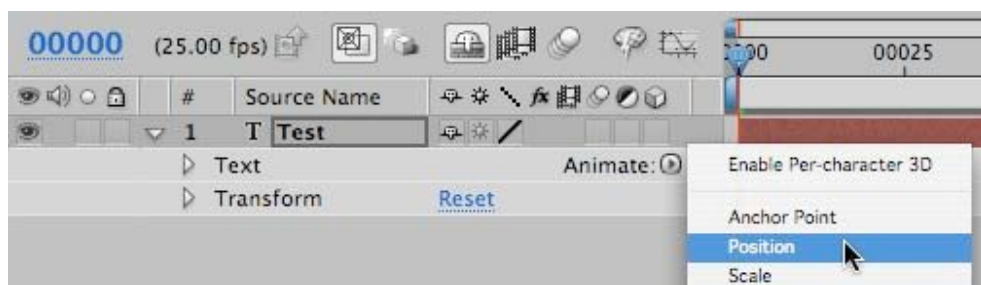 00000 (25.00 fps) 00025
# Source Name fx
1 T Test
Text Animate: Enable Per-character 3D
Transform Reset Anchor Point
Position
Scale